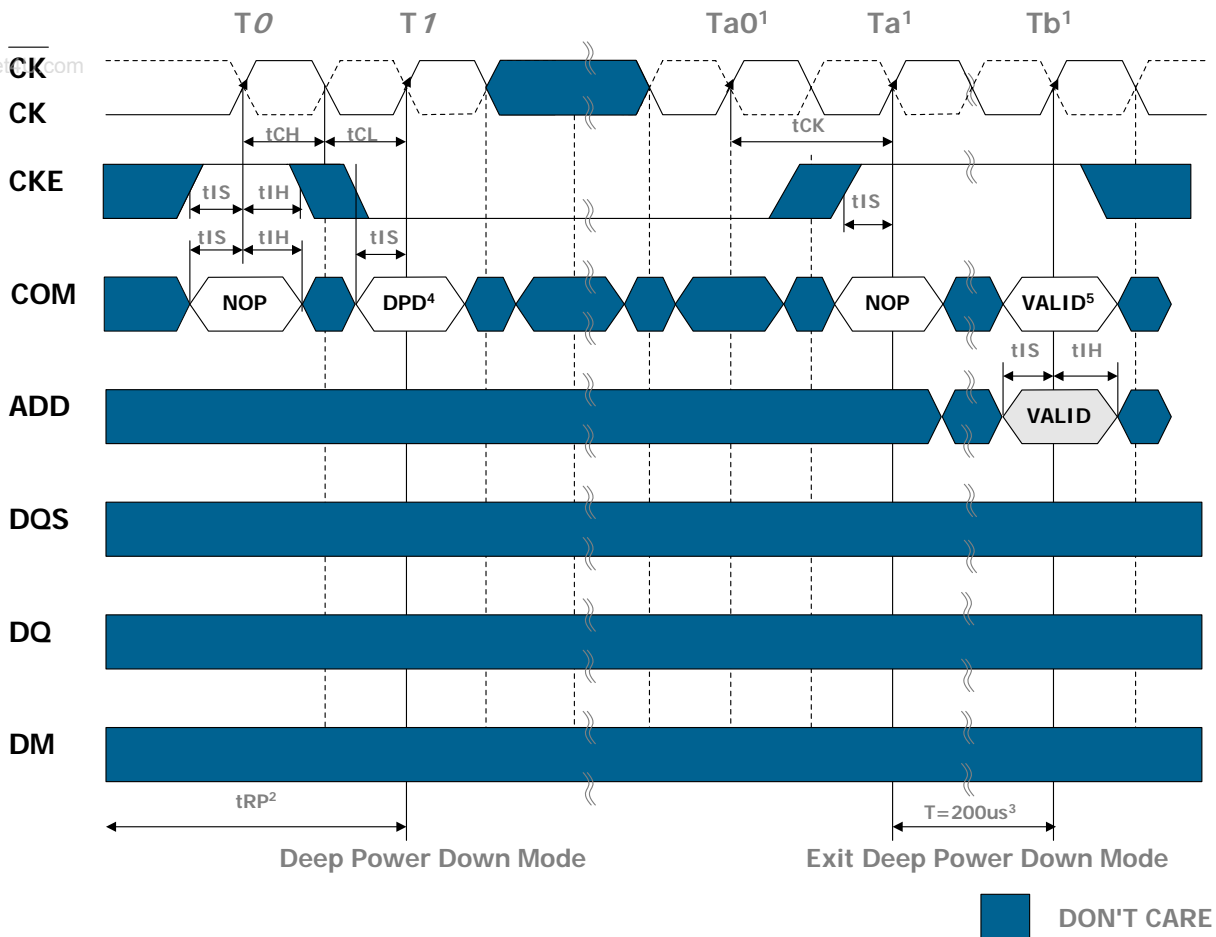 T0 T1 Ta0¹ Ta¹ Tb¹
CK
com
CK
tCH tCL tCK
CKE
tIS tIH tIS
tIS tIH tIS
COM NOP DPD⁴ NOP VALID⁵
tIS tIH
ADD VALID
DQS
DQ
DM
tRP² T=200us³
Deep Power Down Mode Exit Deep Power Down Mode
DON'T CARE